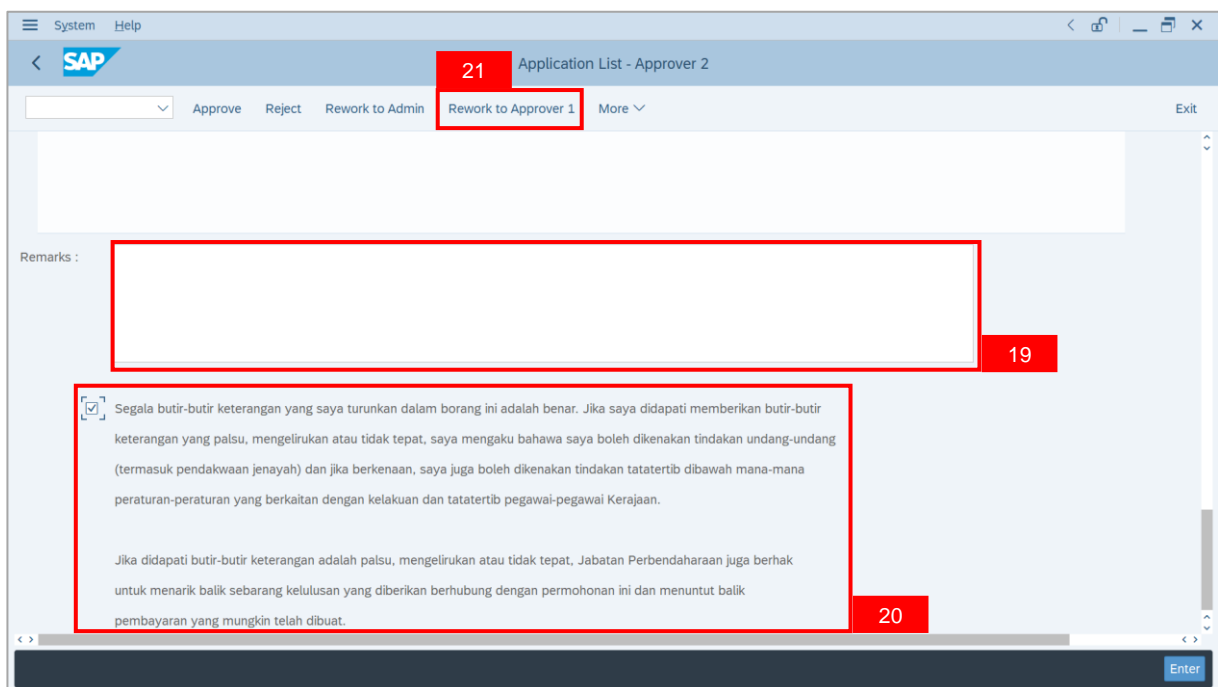 System Help
SAP
21
Application List - Approver 2
Approve Reject Rework to Admin Rework to Approver 1 More Exit
Remarks :
19
Segala butir-butir keterangan yang saya turunkan dalam borang ini adalah benar. Jika saya didapati memberikan butir-butir
keterangan yang palsu, mengelirukan atau tidak tepat, saya mengaku bahawa saya boleh dikenakan tindakan undang-undang
(termasuk pendakwaan jenayah) dan jika berkenaan, saya juga boleh dikenakan tindakan tatatertib dibawah mana-mana
peraturan-peraturan yang berkaitan dengan kelakuan dan tatatertib pegawai-pegawai Kerajaan.
Jika didapati butir-butir keterangan adalah palsu, mengelirukan atau tidak tepat, Jabatan Perbendaharaan juga berhak
untuk menarik balik sebarang kelulusan yang diberikan berhubung dengan permohonan ini dan menuntut balik
pembayaran yang mungkin telah dibuat.
20
Enter